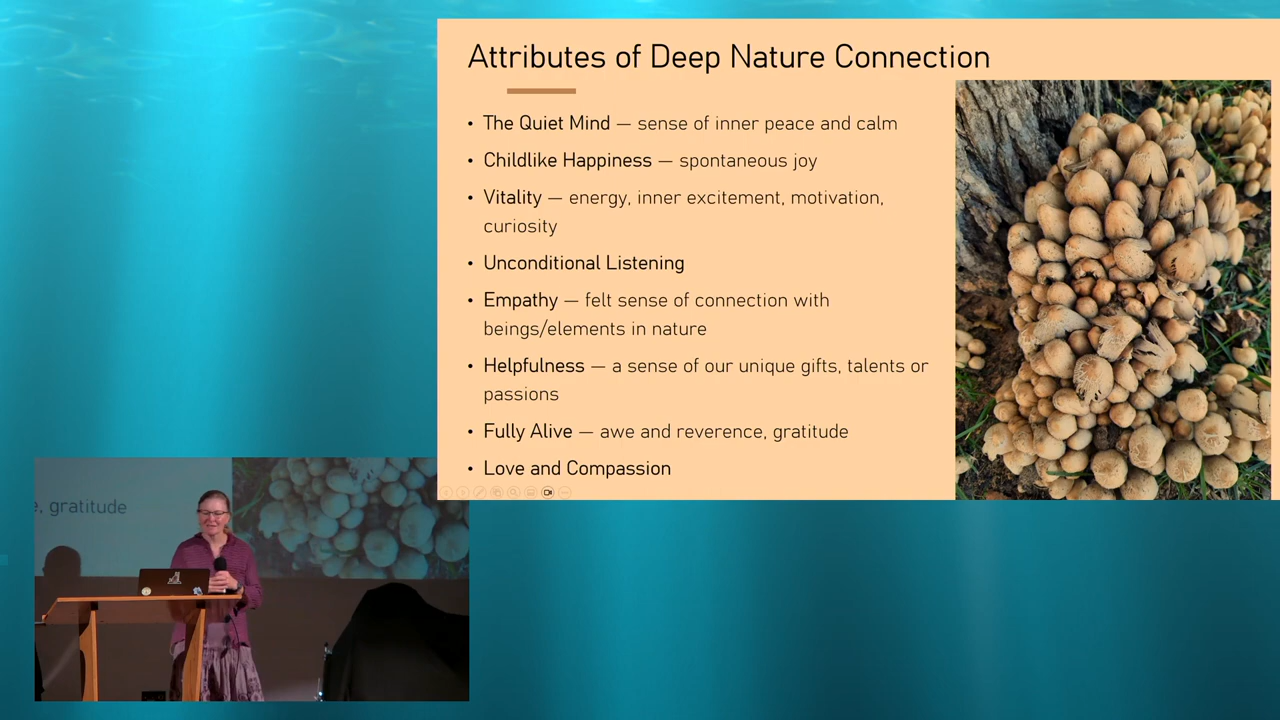 Attributes of Deep Nature Connection
• The Quiet Mind — sense of inner peace and calm
• Childlike Happiness — spontaneous joy
• Vitality — energy, inner excitement, motivation,
curiosity
• Unconditional Listening
• Empathy — felt sense of connection with
beings/elements in nature
• Helpfulness — a sense of our unique gifts, talents or
passions
• Fully Alive — awe and reverence, gratitude
• Love and Compassion
e, gratitude